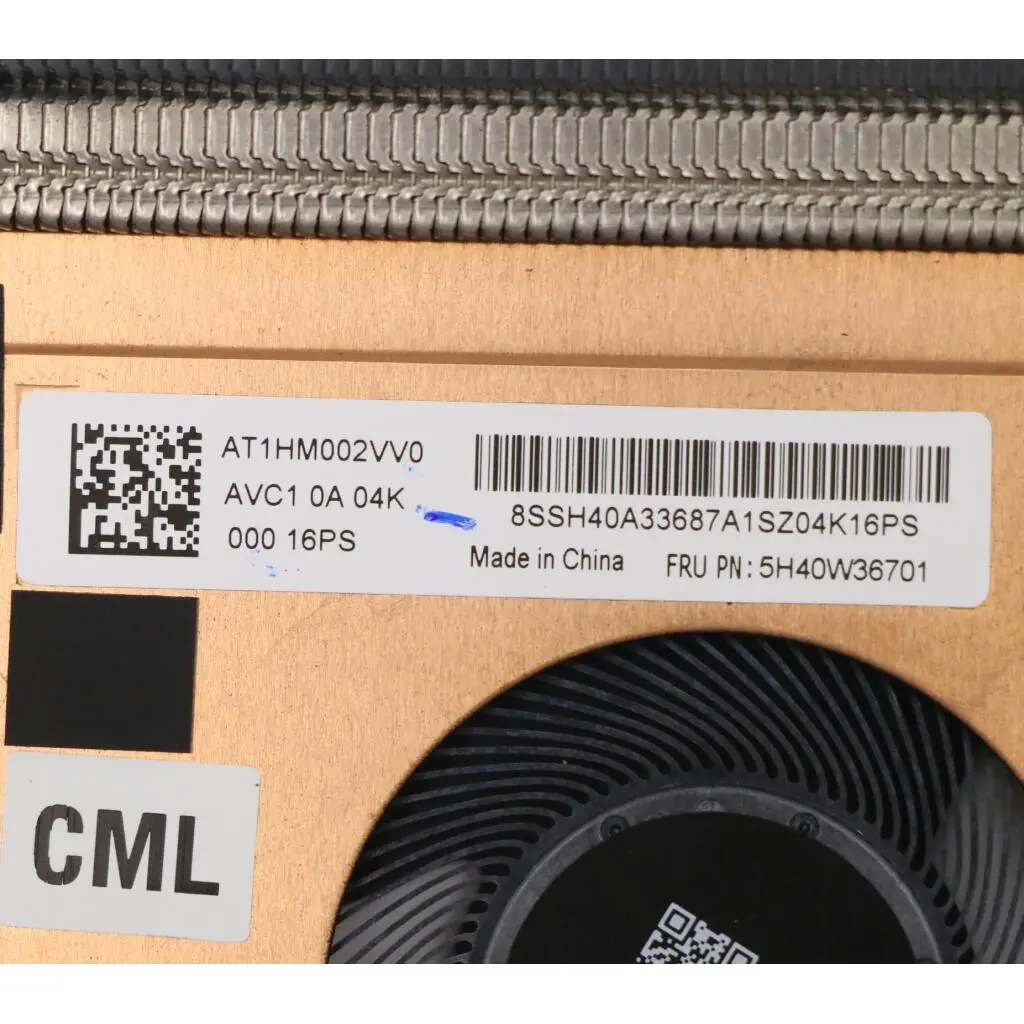 AT1HM002VV0
AVC1 0A 04K
000 16PS
8SSH40A33687A1SZ04K16PS
Made in China FRU PN: 5H40W36701
CML